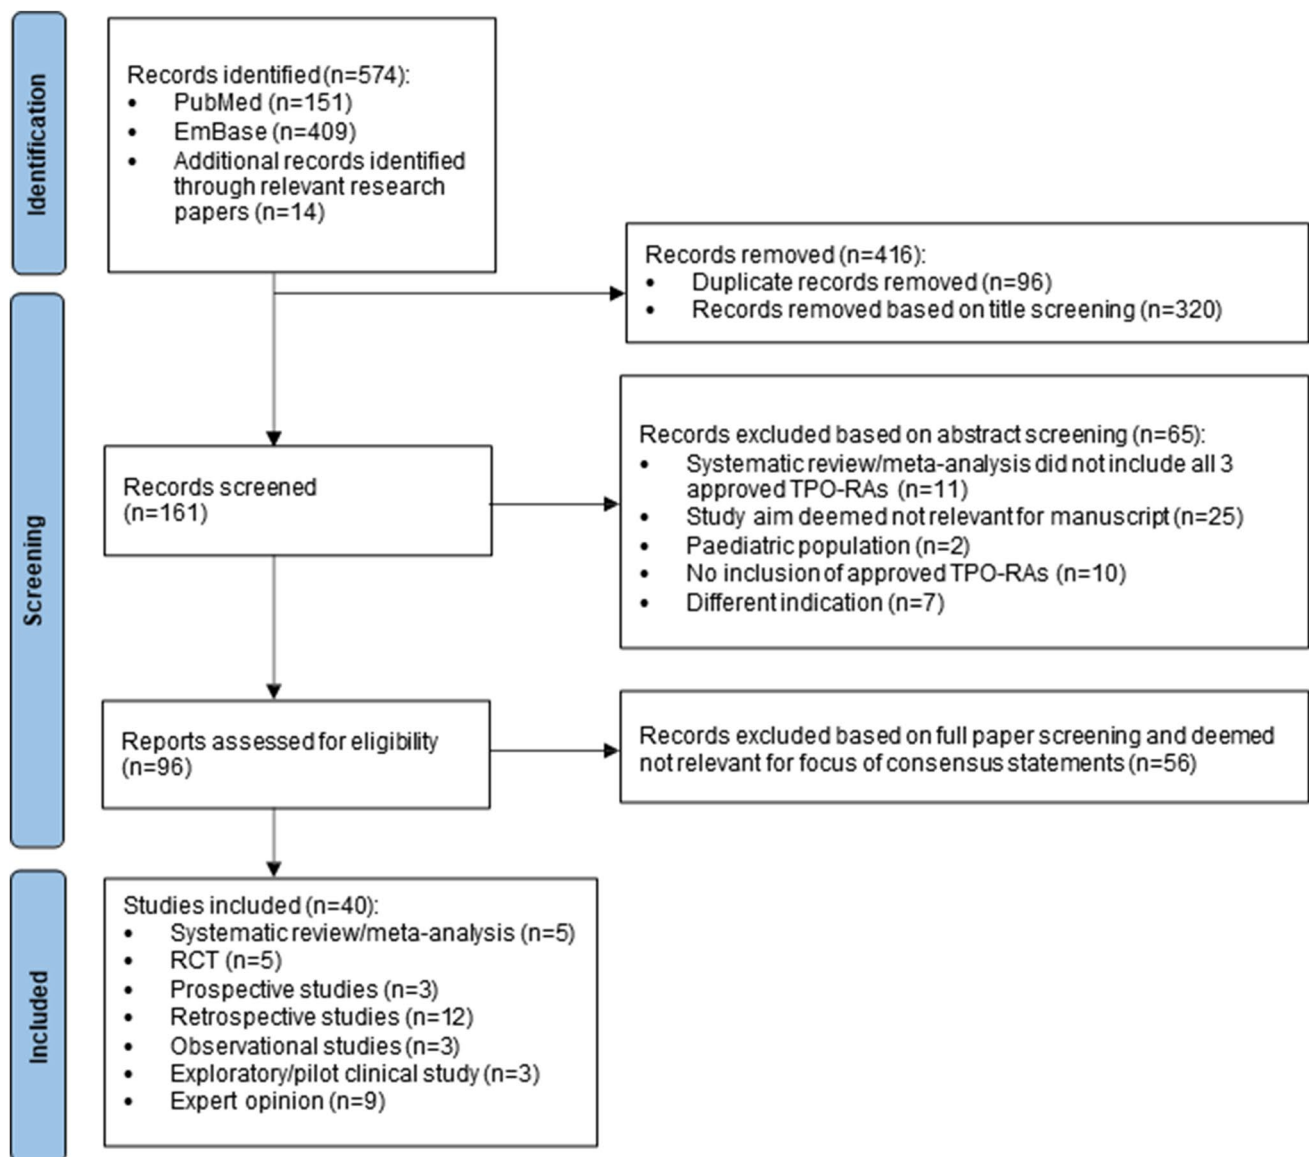 Identification
Records identified (n=574):
• PubMed (n=151)
• EmBase (n=409)
• Additional records identified
through relevant research
papers (n=14)
Records removed (n=416):
• Duplicate records removed (n=96)
• Records removed based on title screening (n=320)
Screening
Records screened
(n=161)
Records excluded based on abstract screening (n=65):
• Systematic review/meta-analysis did not include all 3
approved TPO-RAs (n=11)
• Study aim deemed not relevant for manuscript (n=25)
• Paediatric population (n=2)
• No inclusion of approved TPO-RAs (n=10)
• Different indication (n=7)
Reports assessed for eligibility
(n=96)
Records excluded based on full paper screening and deemed
not relevant for focus of consensus statements (n=56)
Included
Studies included (n=40):
• Systematic review/meta-analysis (n=5)
• RCT (n=5)
• Prospective studies (n=3)
• Retrospective studies (n=12)
• Observational studies (n=3)
• Exploratory/pilot clinical study (n=3)
• Expert opinion (n=9)